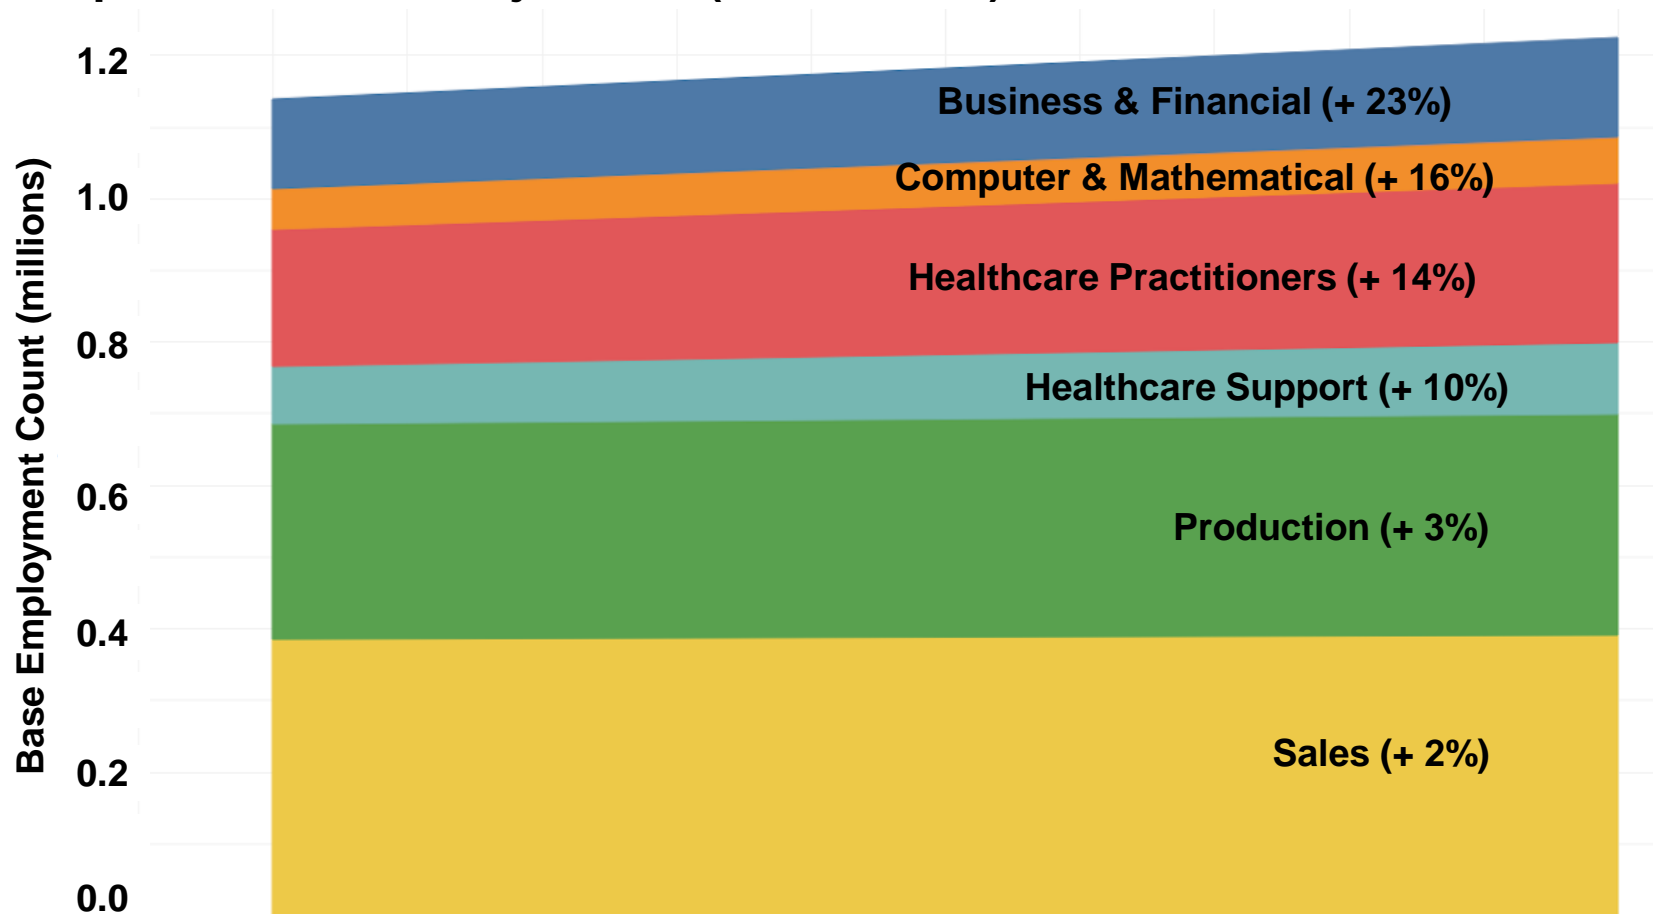 1.2
Business & Financial (+ 23%)
Computer & Mathematical (+ 16%)
1.0
Healthcare Practitioners (+ 14%)
0.8
Healthcare Support (+ 10%)
0.6
Production (+ 3%)
0.4
Sales (+ 2%)
0.2
0.0
Base Employment Count (millions)